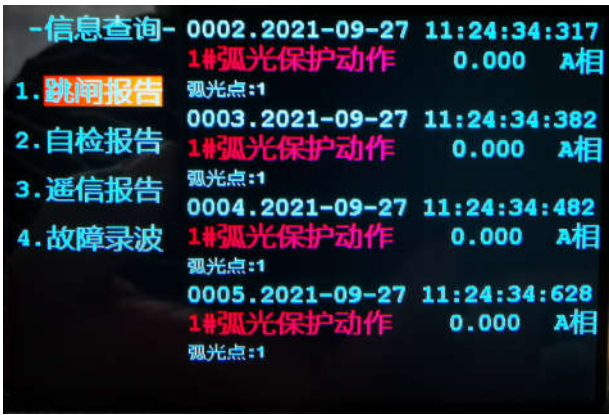 -信息查询-
1.跳闸报告
2.自检报告
3.遥信报告
4.故障录波
0002.2021-09-27 11:24:34:317
1#弧光保护动作 0.000 A相
弧光点:1
0003.2021-09-27 11:24:34:382
1#弧光保护动作 0.000 A相
弧光点:1
0004.2021-09-27 11:24:34:482
1#弧光保护动作 0.000 A相
弧光点:1
0005.2021-09-27 11:24:34:628
1#弧光保护动作 0.000 A相
弧光点:1